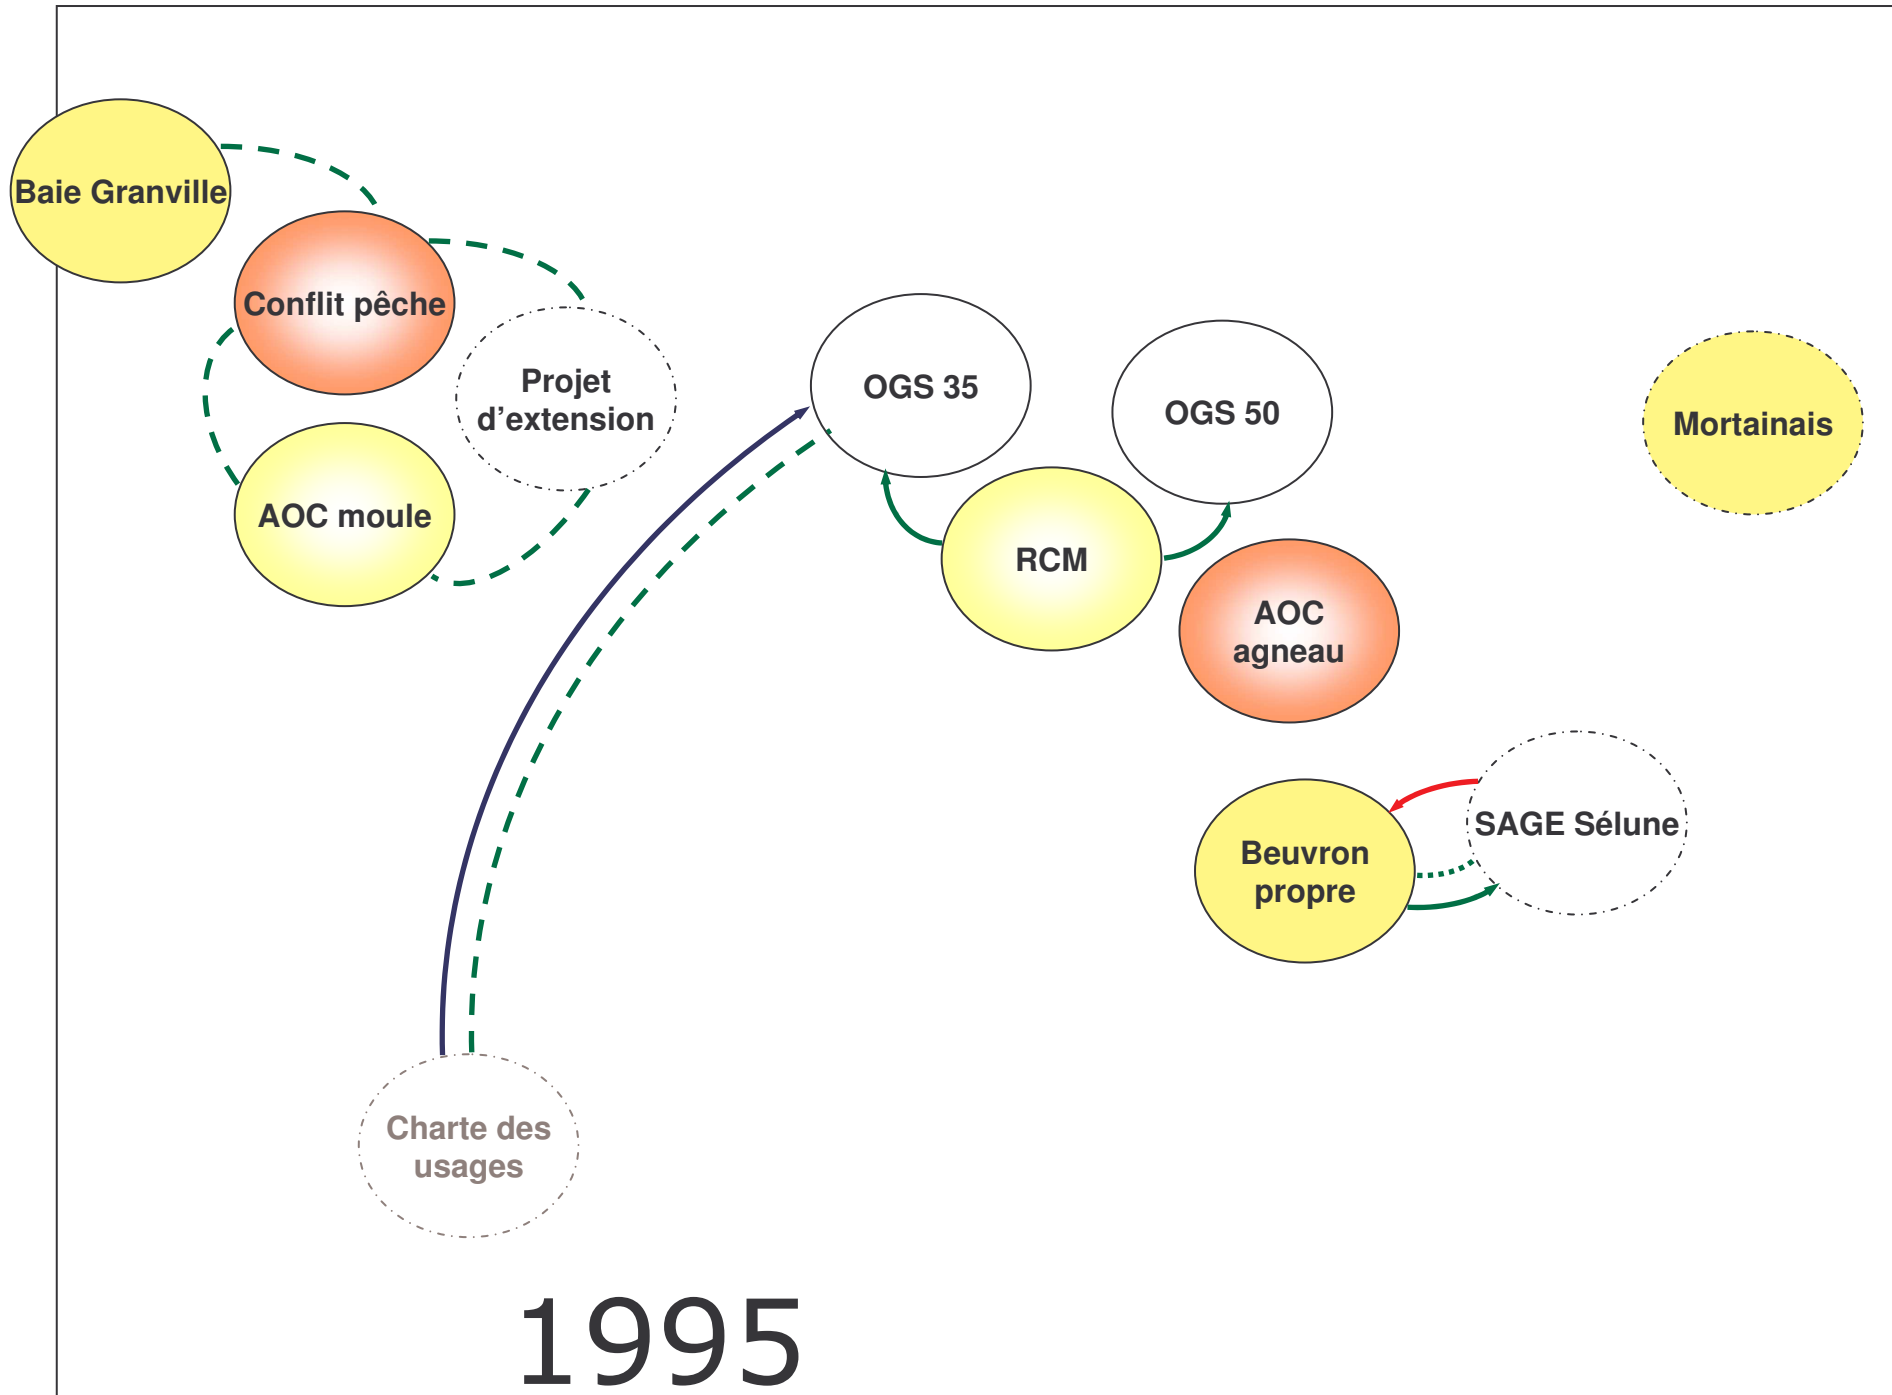 Baie Granville
Conflit pêche
Projet
d'extension
AOC moule
OGS 35
OGS 50
Mortainais
RCM
AOC
agneau
SAGE Sélune
Beuvron
propre
Charte des
usages
1995